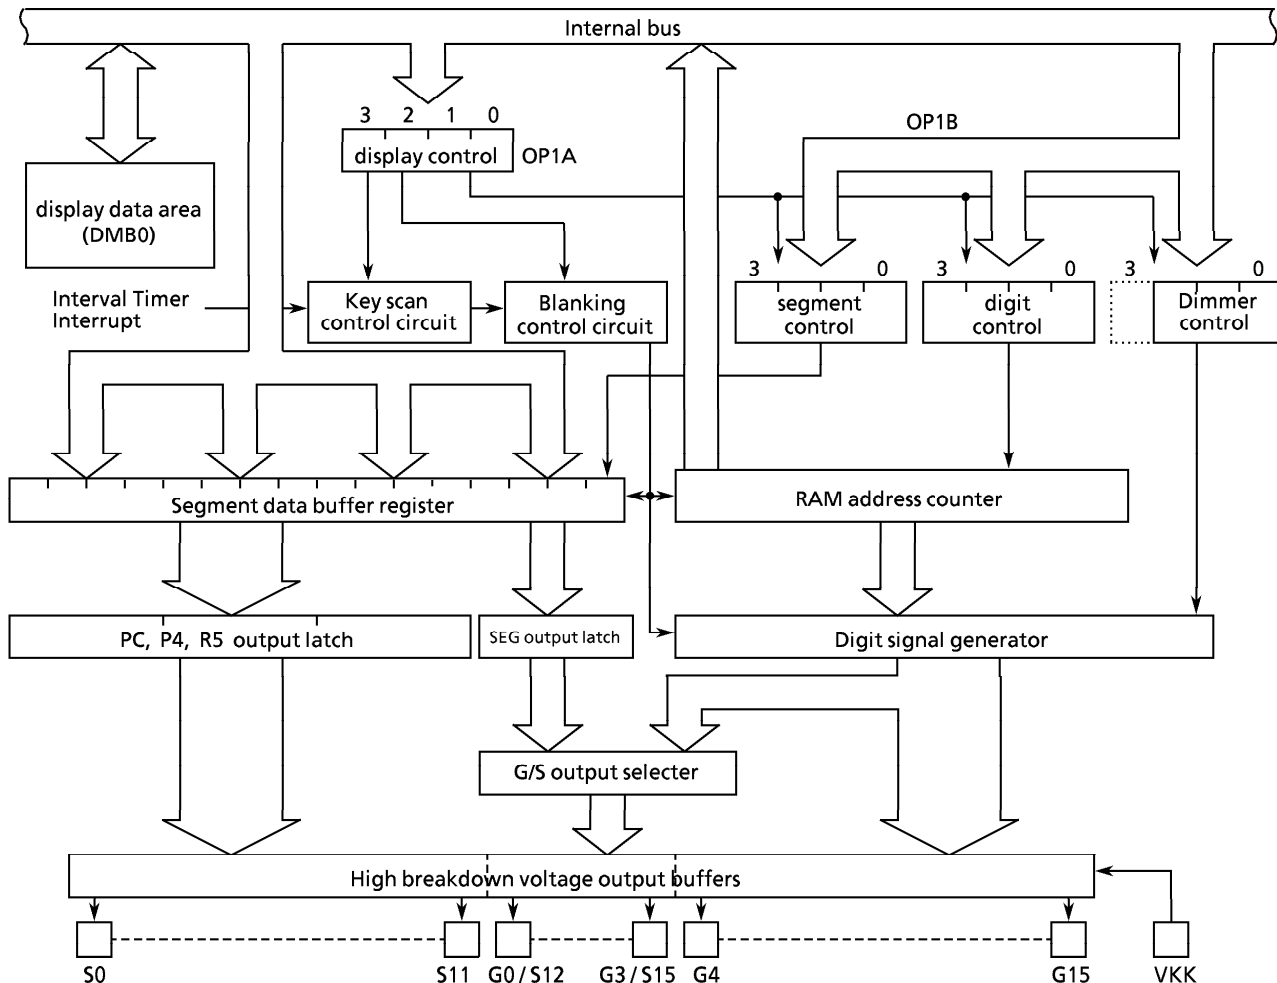 Internal bus
3 2 1 0
OP1B
display control
OP1A
display data area
(DMB0)
3 0
3 0
3 0
Interval Timer
Interrupt
Key scan
control circuit
Blanking
control circuit
segment
control
digit
control
Dimmer
control
Segment data buffer register
RAM address counter
PC, P4, R5 output latch
SEG output latch
Digit signal generator
G/S output selecter
High breakdown voltage output buffers
S0
S11
G0 / S12
G3 / S15
G4
G15
VKK